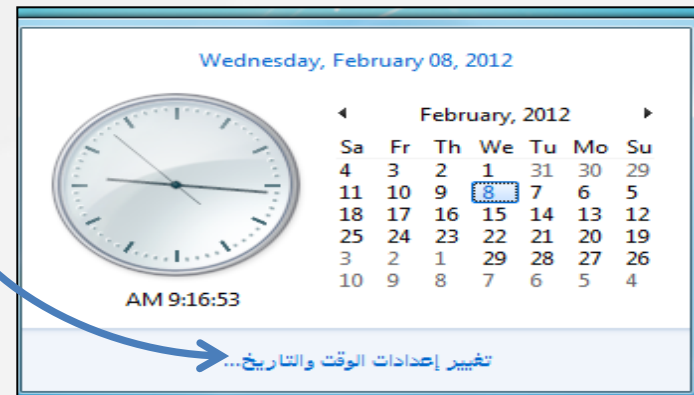 Wednesday, February 08, 2012
February, 2012
Sa Fr Th We Tu Mo Su
4 3 2 1 31 30 29
11 10 9 8 7 6 5
18 17 16 15 14 13 12
25 24 23 22 21 20 19
3 2 1 29 28 27 26
10 9 8 7 6 5 4
AM 9:16:53
تغيير إعدادات الوقت والتاريخ...